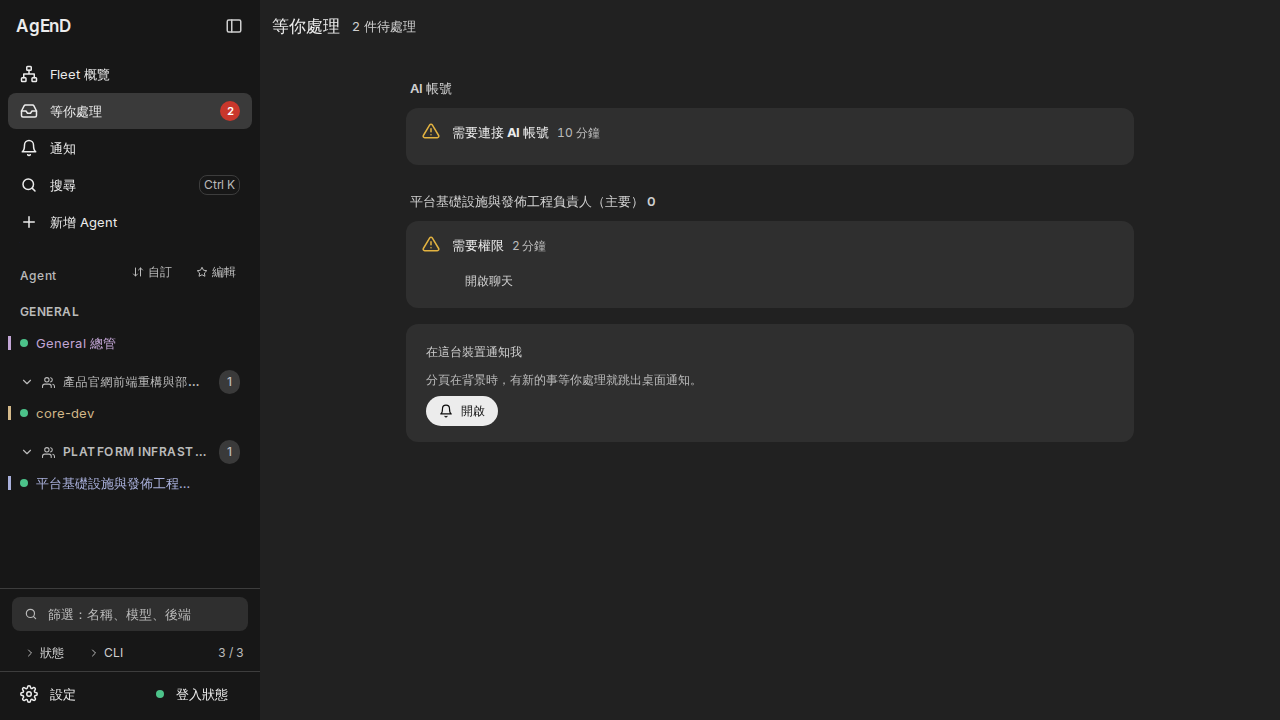 AgEnD
Fleet 概覽
等你處理 2
通知
搜尋 Ctrl K
新增 Agent
Agent 自訂 編輯
GENERAL
General 總管
產品官網前端重構與部... 1
core-dev
PLATFORM INFRAST... 1
平台基礎設施與發佈工程...
篩選：名稱、模型、後端
狀態 CLI 3 / 3
設定 登入狀態
等你處理 2 件待處理
AI 帳號
需要連接 AI 帳號 10 分鐘
平台基礎設施與發佈工程負責人（主要） 0
需要權限 2 分鐘
開啟聊天
在這台裝置通知我
分頁在背景時，有新的事等你處理就跳出桌面通知。
開啟